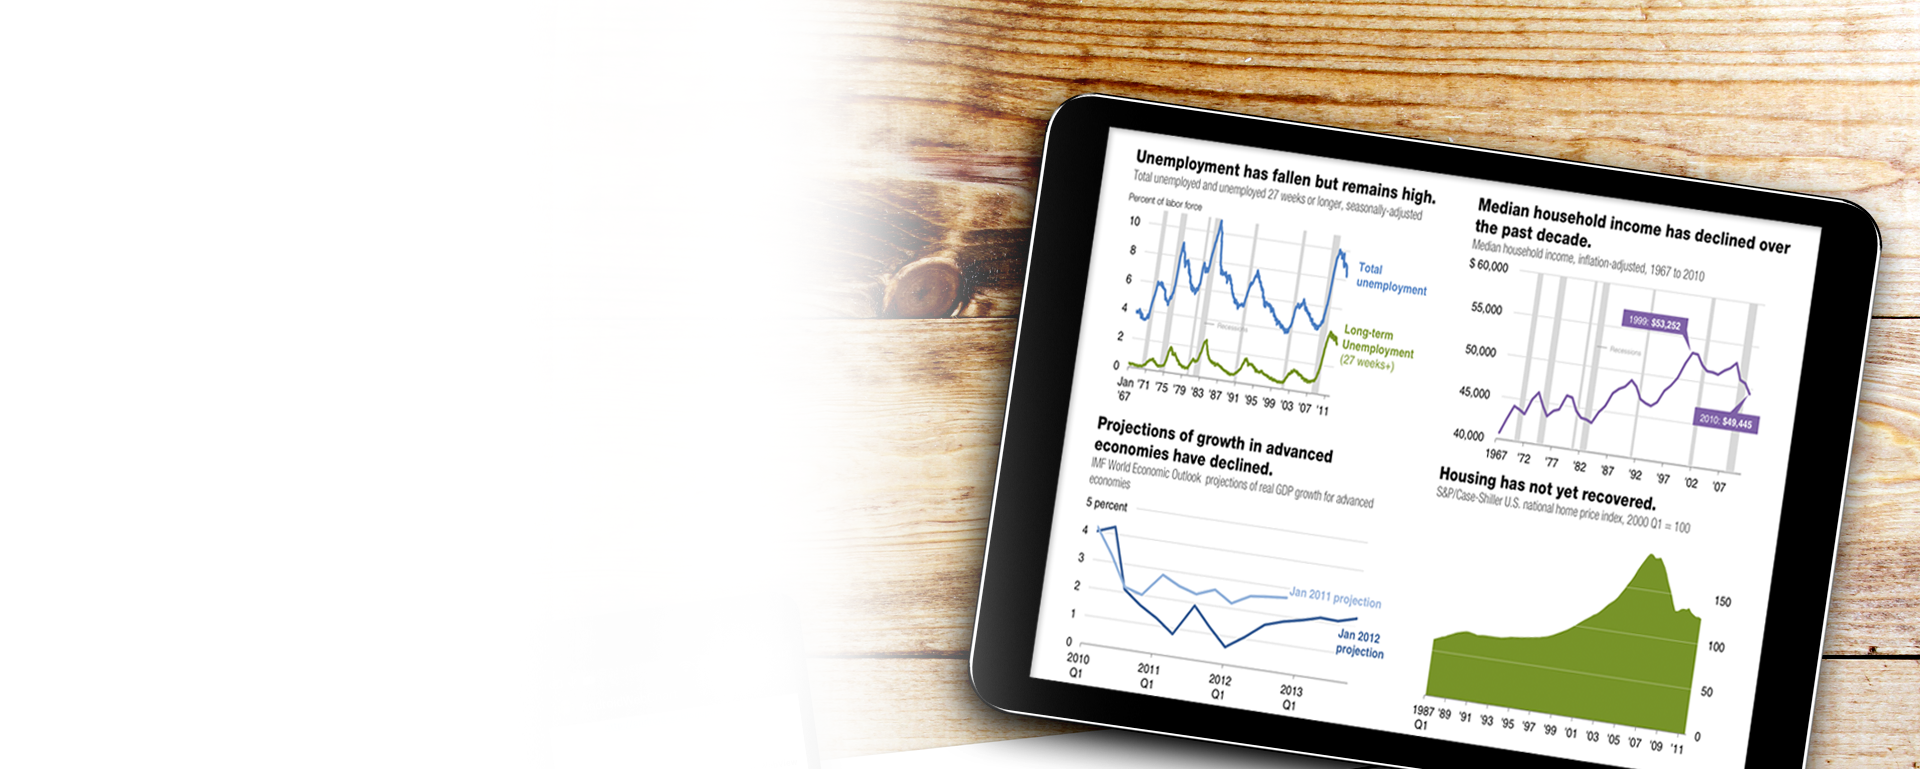 Unemployment has fallen but remains high.
Total unemployed and unemployed 27 weeks or longer, seasonally-adjusted
Percent of labor force
10
8
6
4
2
0
Recessions
Total
unemployment
Long-term
Unemployment
(27 weeks+)
Jan '71 '75 '79 '83 '87 '91 '95 '99 '03 '07 '11
'67
Median household income has declined over
the past decade.
Median household income, inflation-adjusted, 1967 to 2010
$ 60,000
55,000
50,000
45,000
40,000
1999: $53,252
Recessions
2010: $49,445
1967 '72 '77 '82 '87 '92 '97 '02 '07
Projections of growth in advanced
economies have declined.
IMF World Economic Outlook projections of real GDP growth for advanced
economies
5 percent
4
3
2
1
0
Jan 2011 projection
Jan 2012
projection
2010 2011 2012 2013
Q1 Q1 Q1 Q1
Housing has not yet recovered.
S&P/Case-Shiller U.S. national home price index, 2000 Q1 = 100
150
100
50
0
1987 '89 '91 '93 '95 '97 '99 '01 '03 '05 '07 '09 '11
Q1